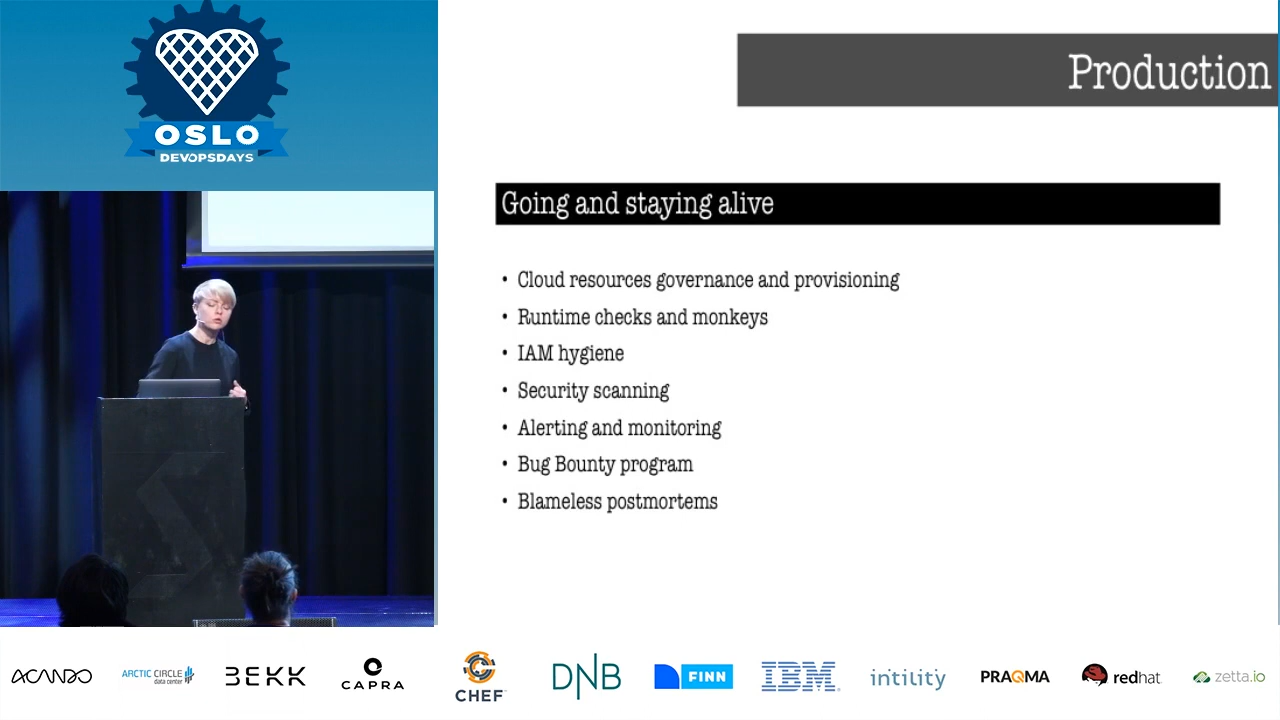 OSLO
DEVOPSDAYS
Production
Going and staying alive
• Cloud resources governance and provisioning
• Runtime checks and monkeys
• IAM hygiene
• Security scanning
• Alerting and monitoring
• Bug Bounty program
• Blameless postmortems
ACANDO
ARCTIC CIRCLE
data center
BEKK
CAPRA
CHEF
DNB
FINN
IBM
intility
PRAQMA
redhat
zetta.io